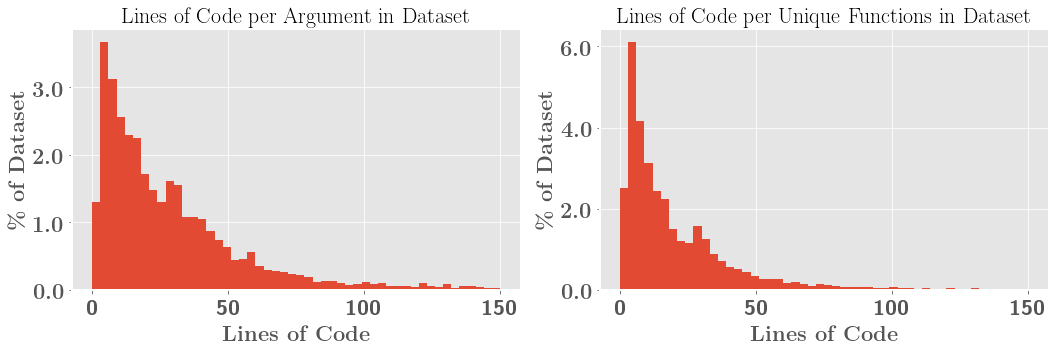 Lines of Code per Argument in Dataset
% of Dataset
3.0
2.0
1.0
0.0
0
50
100
150
Lines of Code
Lines of Code per Unique Functions in Dataset
% of Dataset
6.0
4.0
2.0
0.0
0
50
100
150
Lines of Code